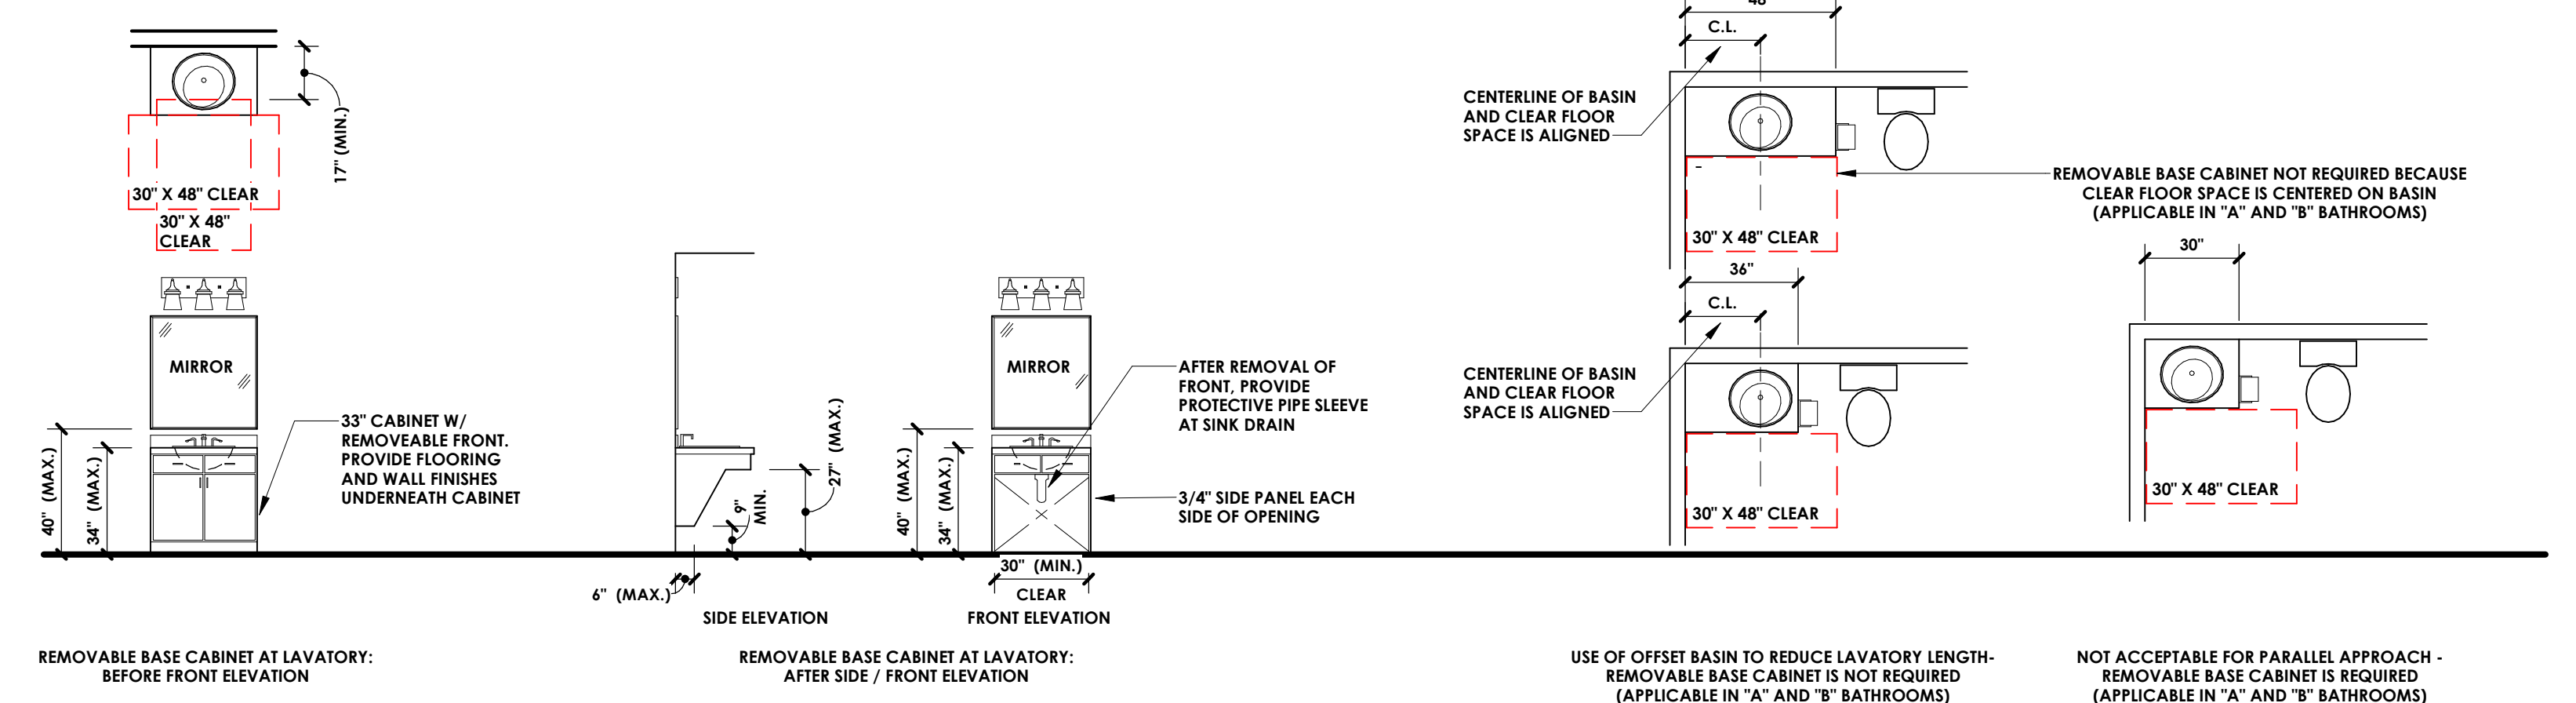 17" (MIN.)
30" X 48" CLEAR
30" X 48"
CLEAR
MIRROR
33" CABINET W/
REMOVEABLE FRONT.
PROVIDE FLOORING
AND WALL FINISHES
UNDERNEATH CABINET
40" (MAX.)
34" (MAX.)
REMOVABLE BASE CABINET AT LAVATORY:
BEFORE FRONT ELEVATION
27" (MAX.)
9"
MIN.
6" (MAX.)
SIDE ELEVATION
MIRROR
AFTER REMOVAL OF
FRONT, PROVIDE
PROTECTIVE PIPE SLEEVE
AT SINK DRAIN
3/4" SIDE PANEL EACH
SIDE OF OPENING
40" (MAX.)
34" (MAX.)
30" (MIN.)
CLEAR
FRONT ELEVATION
REMOVABLE BASE CABINET AT LAVATORY:
AFTER SIDE / FRONT ELEVATION
48"
C.L.
CENTERLINE OF BASIN
AND CLEAR FLOOR
SPACE IS ALIGNED
REMOVABLE BASE CABINET NOT REQUIRED BECAUSE
CLEAR FLOOR SPACE IS CENTERED ON BASIN
(APPLICABLE IN "A" AND "B" BATHROOMS)
30" X 48" CLEAR
36"
C.L.
CENTERLINE OF BASIN
AND CLEAR FLOOR
SPACE IS ALIGNED
30" X 48" CLEAR
USE OF OFFSET BASIN TO REDUCE LAVATORY LENGTH-
REMOVABLE BASE CABINET IS NOT REQUIRED
(APPLICABLE IN "A" AND "B" BATHROOMS)
30"
30" X 48" CLEAR
NOT ACCEPTABLE FOR PARALLEL APPROACH -
REMOVABLE BASE CABINET IS REQUIRED
(APPLICABLE IN "A" AND "B" BATHROOMS)